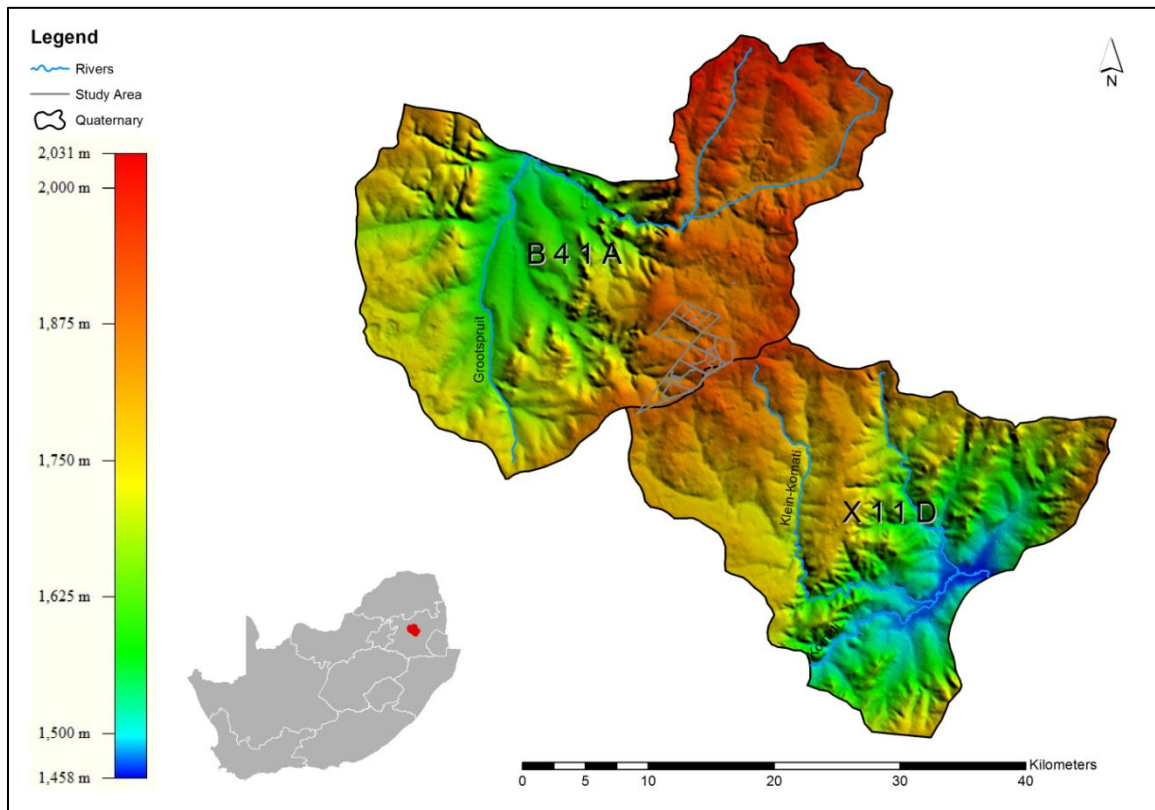 Legend
Rivers
Study Area
Quaternary
2,031 m
2,000 m
1,875 m
1,750 m
1,625 m
1,500 m
1,458 m
N
B41A
Grootspruit
Klein-Komati
X11D
Kilometers
0 5 10 20 30 40